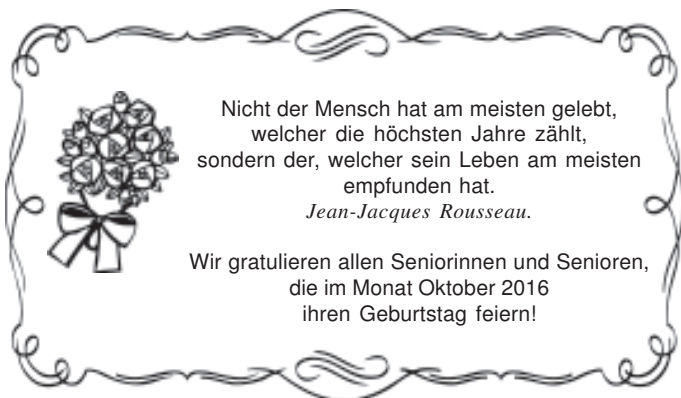 Nicht der Mensch hat am meisten gelebt,
welcher die höchsten Jahre zählt,
sondern der, welcher sein Leben am meisten
empfunden hat.
Jean-Jacques Rousseau.
Wir gratulieren allen Seniorinnen und Senioren,
die im Monat Oktober 2016
ihren Geburtstag feiern!